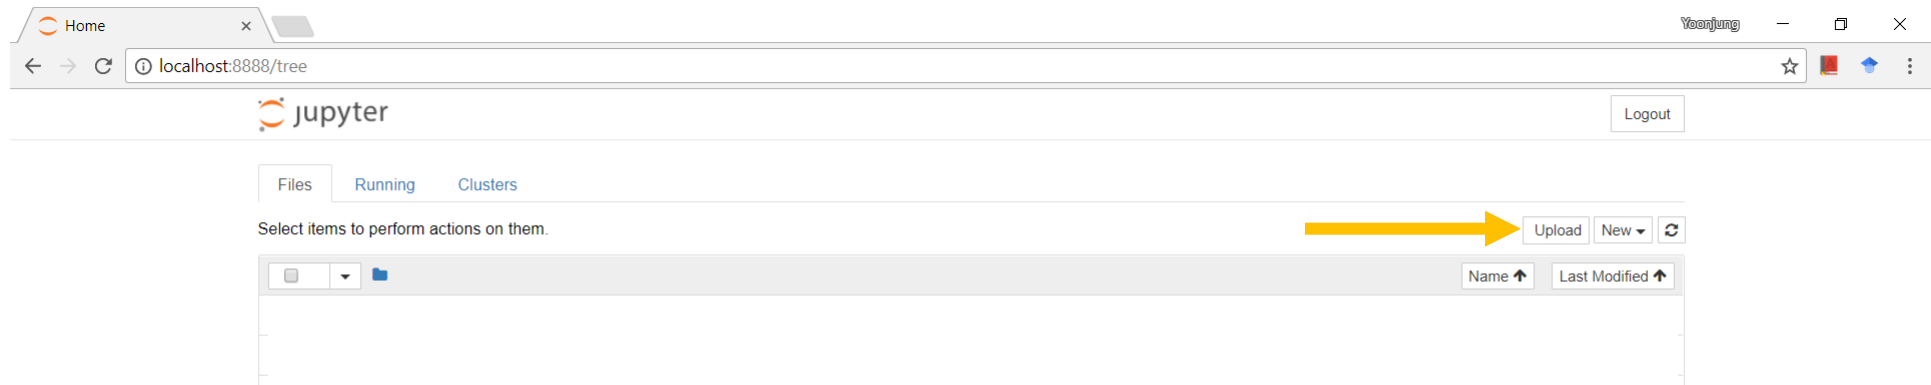 Home
Yoonjung
localhost:8888/tree
jupyter
Logout
Files Running Clusters
Select items to perform actions on them.
Upload New
Name Last Modified